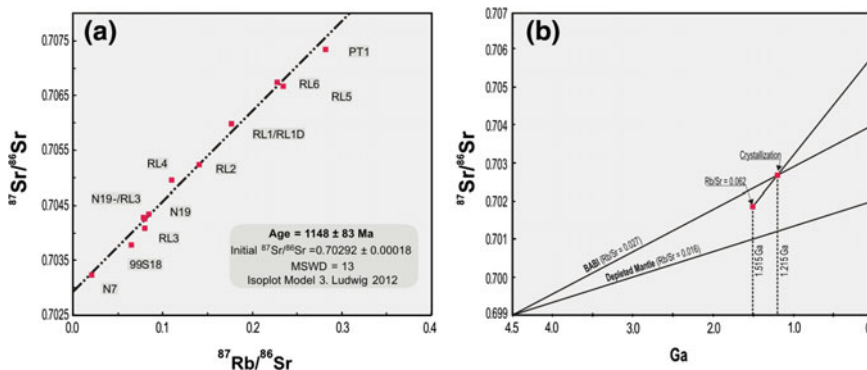 (a)
0.7075
0.7065
0.7055
0.7045
0.7035
0.7025
87Sr/86Sr
PT1
RL6
RL5
RL1/RL1D
RL2
RL4
N19-/RL3
N19
RL3
99S18
N7
Age = 1148 ± 83 Ma
Initial 87Sr/86Sr =0.70292 ± 0.00018
MSWD = 13
Isoplot Model 3. Ludwig 2012
0.0 0.1 0.2 0.3 0.4
87Rb/86Sr
(b)
0.707
0.706
0.705
0.704
0.703
0.702
0.701
0.700
0.699
87Sr/86Sr
Crystallization
Rb/Sr = 0.062
BABI (Rb/Sr = 0.027)
Depleted Mantle (Rb/Sr = 0.016)
1.515 Ga
1.215 Ga
4.5 4.0 3.0 2.0 1.0 0
Ga